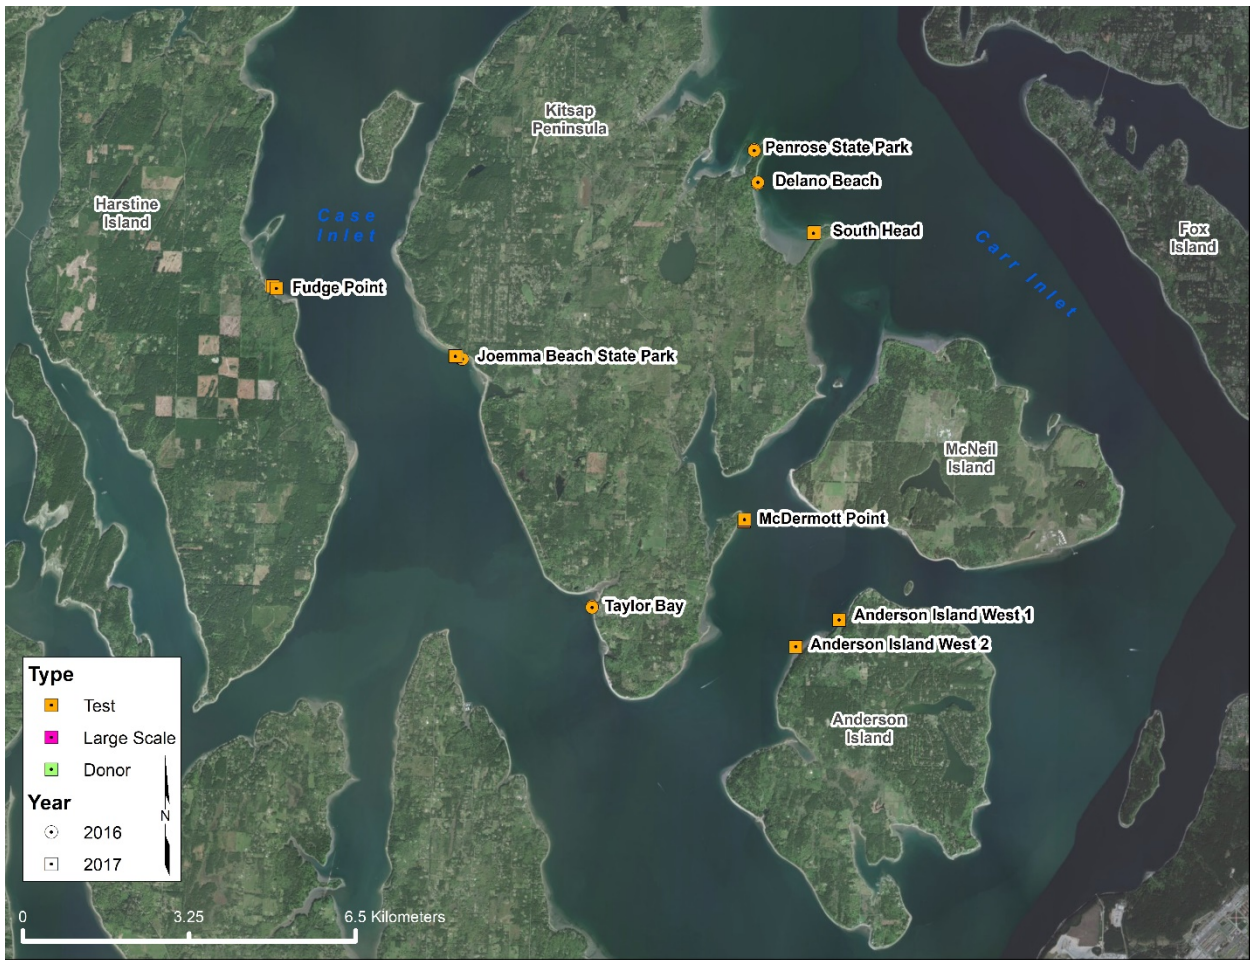 Kitsap
Peninsula
Penrose State Park
Delano Beach
Harstine
Island
Case
Inlet
South Head
Fox
Island
Carr Inlet
Fudge Point
Joemma Beach State Park
McNeil
Island
McDermott Point
Taylor Bay
Anderson Island West 1
Anderson Island West 2
Anderson
Island
Type
Test
Large Scale
Donor
Year
2016
2017
N
0
3.25
6.5 Kilometers